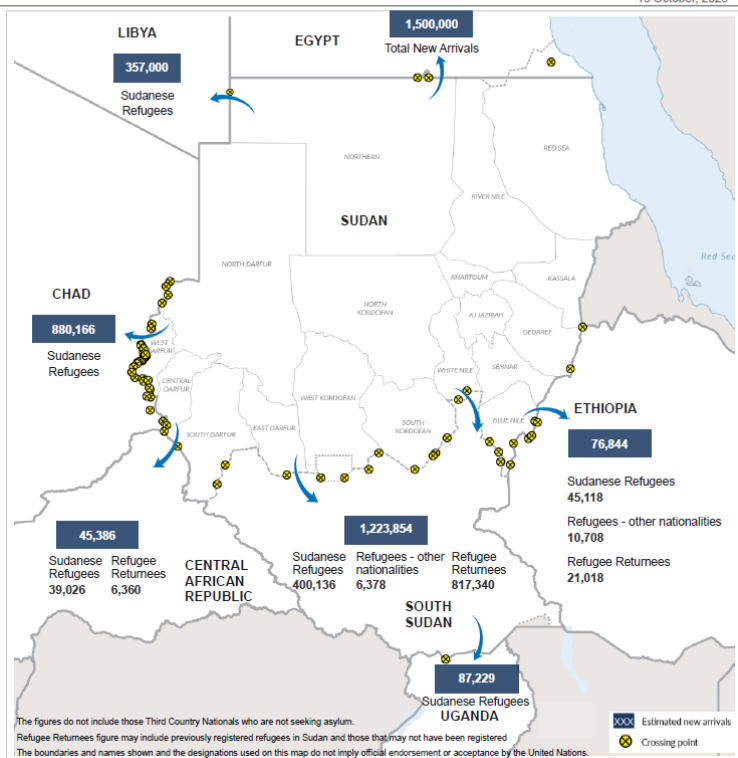 LIBYA
357,000
Sudanese
Refugees
EGYPT
1,500,000
Total New Arrivals
NORTHERN
RED SEA
RIVER NILE
SUDAN
Red Sea
NORTH DARFUR
KHARTOUM
KASSALA
NORTH
KORDOFAN
AJ JAZIRAH
GEDAREF
CHAD
880,166
Sudanese
Refugees
WEST
DARFUR
CENTRAL
DARFUR
WHITE NILE
SENNAR
WEST KORDOFAN
SOUTH
KORDOFAN
BLUE NILE
SOUTH DARFUR
EAST DARFUR
ETHIOPIA
76,844
Sudanese Refugees
45,118
Refugees - other nationalities
10,708
Refugee Returnees
21,018
45,386
Sudanese Refugees
39,026
Refugee Returnees
6,360
CENTRAL
AFRICAN
REPUBLIC
1,223,854
Sudanese Refugees
400,136
Refugees - other nationalities
6,378
Refugee Returnees
817,340
SOUTH
SUDAN
87,229
Sudanese Refugees
UGANDA
The figures do not include those Third Country Nationals who are not seeking asylum.
Refugee Returnees figure may include previously registered refugees in Sudan and those that may not have been registered
The boundaries and names shown and the designations used on this map do not imply official endorsement or acceptance by the United Nations.
XXX Estimated new arrivals
Crossing point